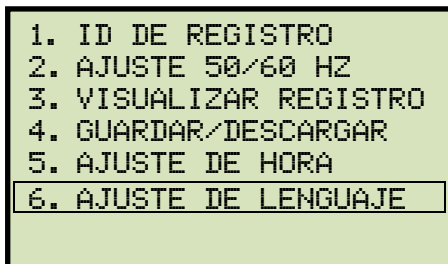 1. ID DE REGISTRO
2. AJUSTE 50/60 HZ
3. VISUALIZAR REGISTRO
4. GUARDAR/DESCARGAR
5. AJUSTE DE HORA
6. AJUSTE DE LENGUAJE